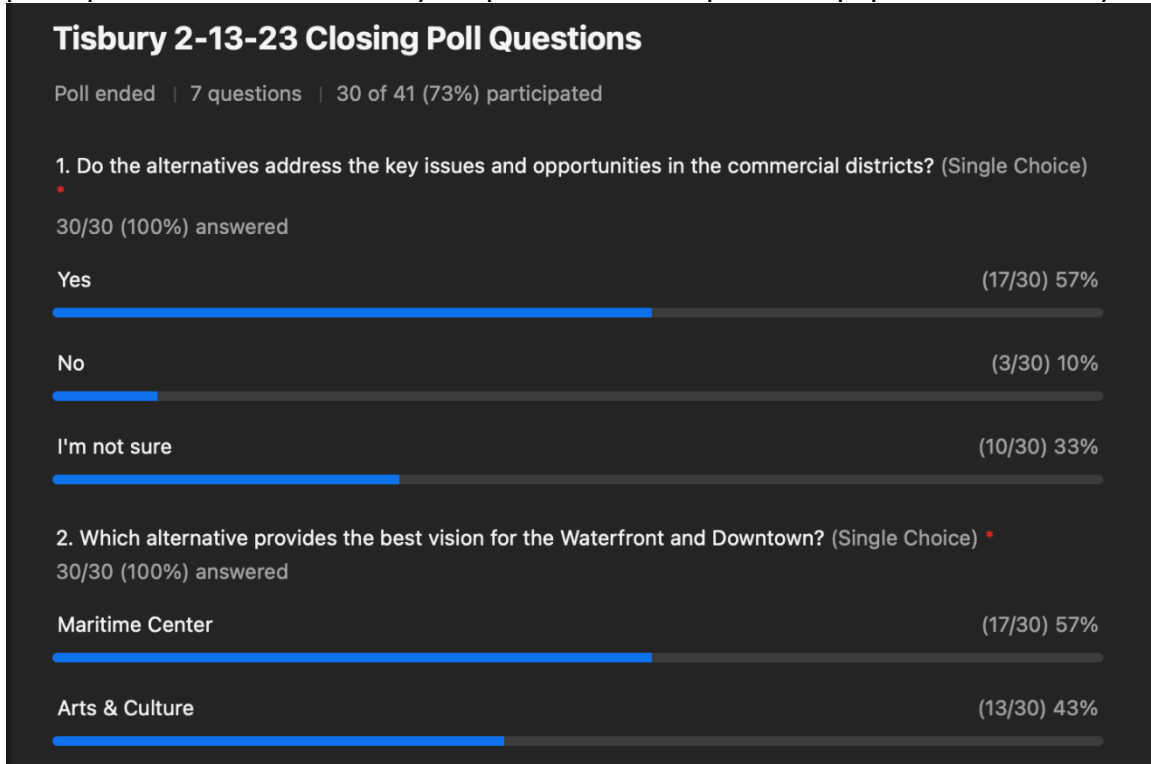 Tisbury 2-13-23 Closing Poll Questions
Poll ended | 7 questions | 30 of 41 (73%) participated
1. Do the alternatives address the key issues and opportunities in the commercial districts? (Single Choice)
*
30/30 (100%) answered
Yes (17/30) 57%
No (3/30) 10%
I'm not sure (10/30) 33%
2. Which alternative provides the best vision for the Waterfront and Downtown? (Single Choice) *
30/30 (100%) answered
Maritime Center (17/30) 57%
Arts & Culture (13/30) 43%